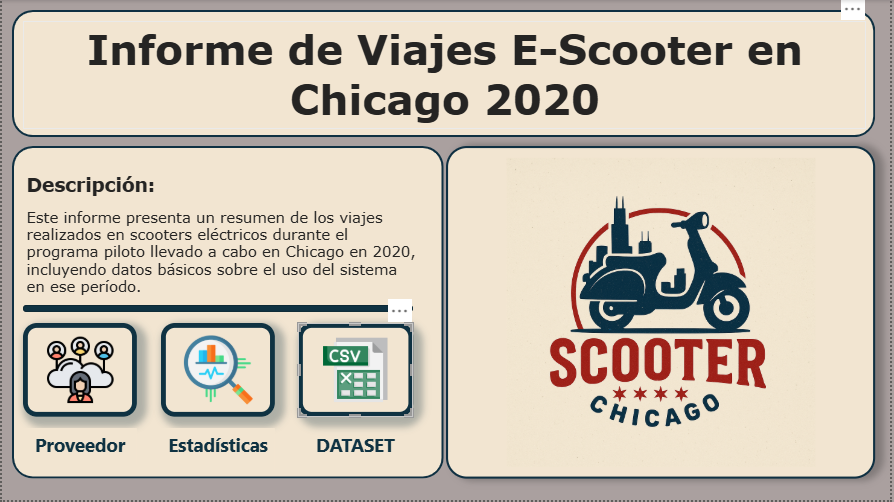 Informe de Viajes E-Scooter en
Chicago 2020
Descripción:
Este informe presenta un resumen de los viajes
realizados en scooters eléctricos durante el
programa piloto llevado a cabo en Chicago en 2020,
incluyendo datos básicos sobre el uso del sistema
en ese período.
CSV
Proveedor
Estadísticas
DATASET
SCOOTER
CHICAGO